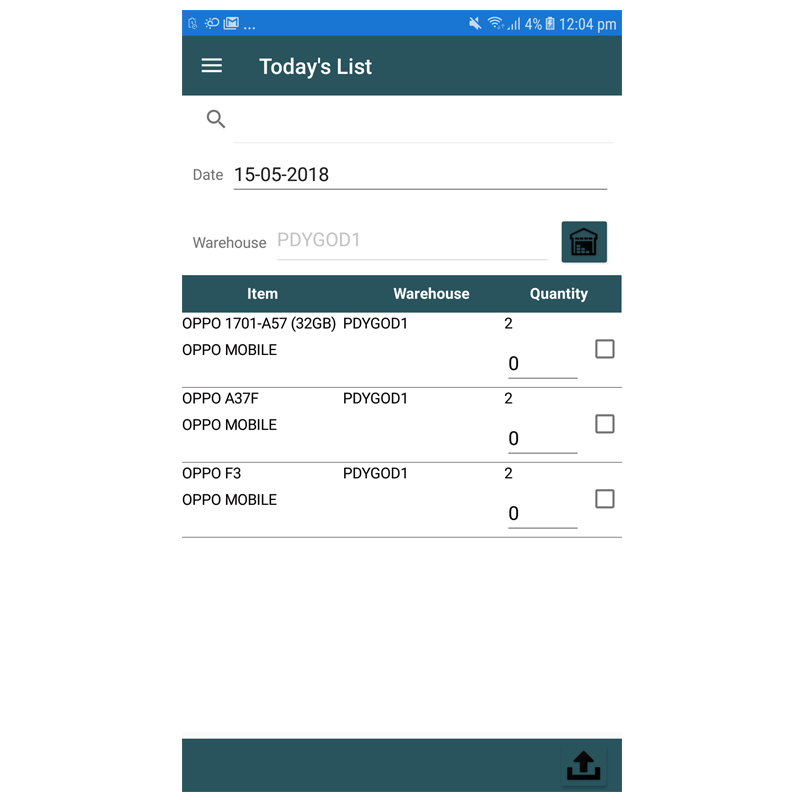 ... 4% 12:04 pm
Today's List
Date 15-05-2018
Warehouse PDYGOD1
Item Warehouse Quantity
OPPO 1701-A57 (32GB) PDYGOD1 2
OPPO MOBILE
0
OPPO A37F PDYGOD1 2
OPPO MOBILE
0
OPPO F3 PDYGOD1 2
OPPO MOBILE
0